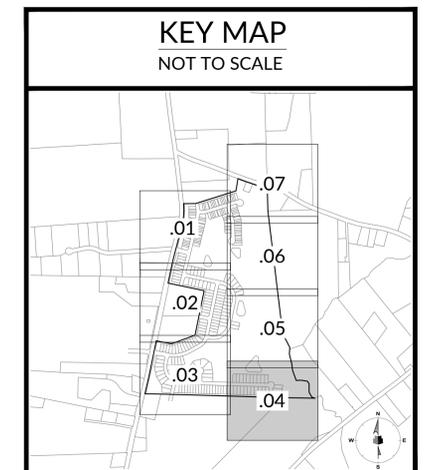 KEY MAP
NOT TO SCALE
.07
.01
.06
.02
.05
.03
.04
N
W E
S